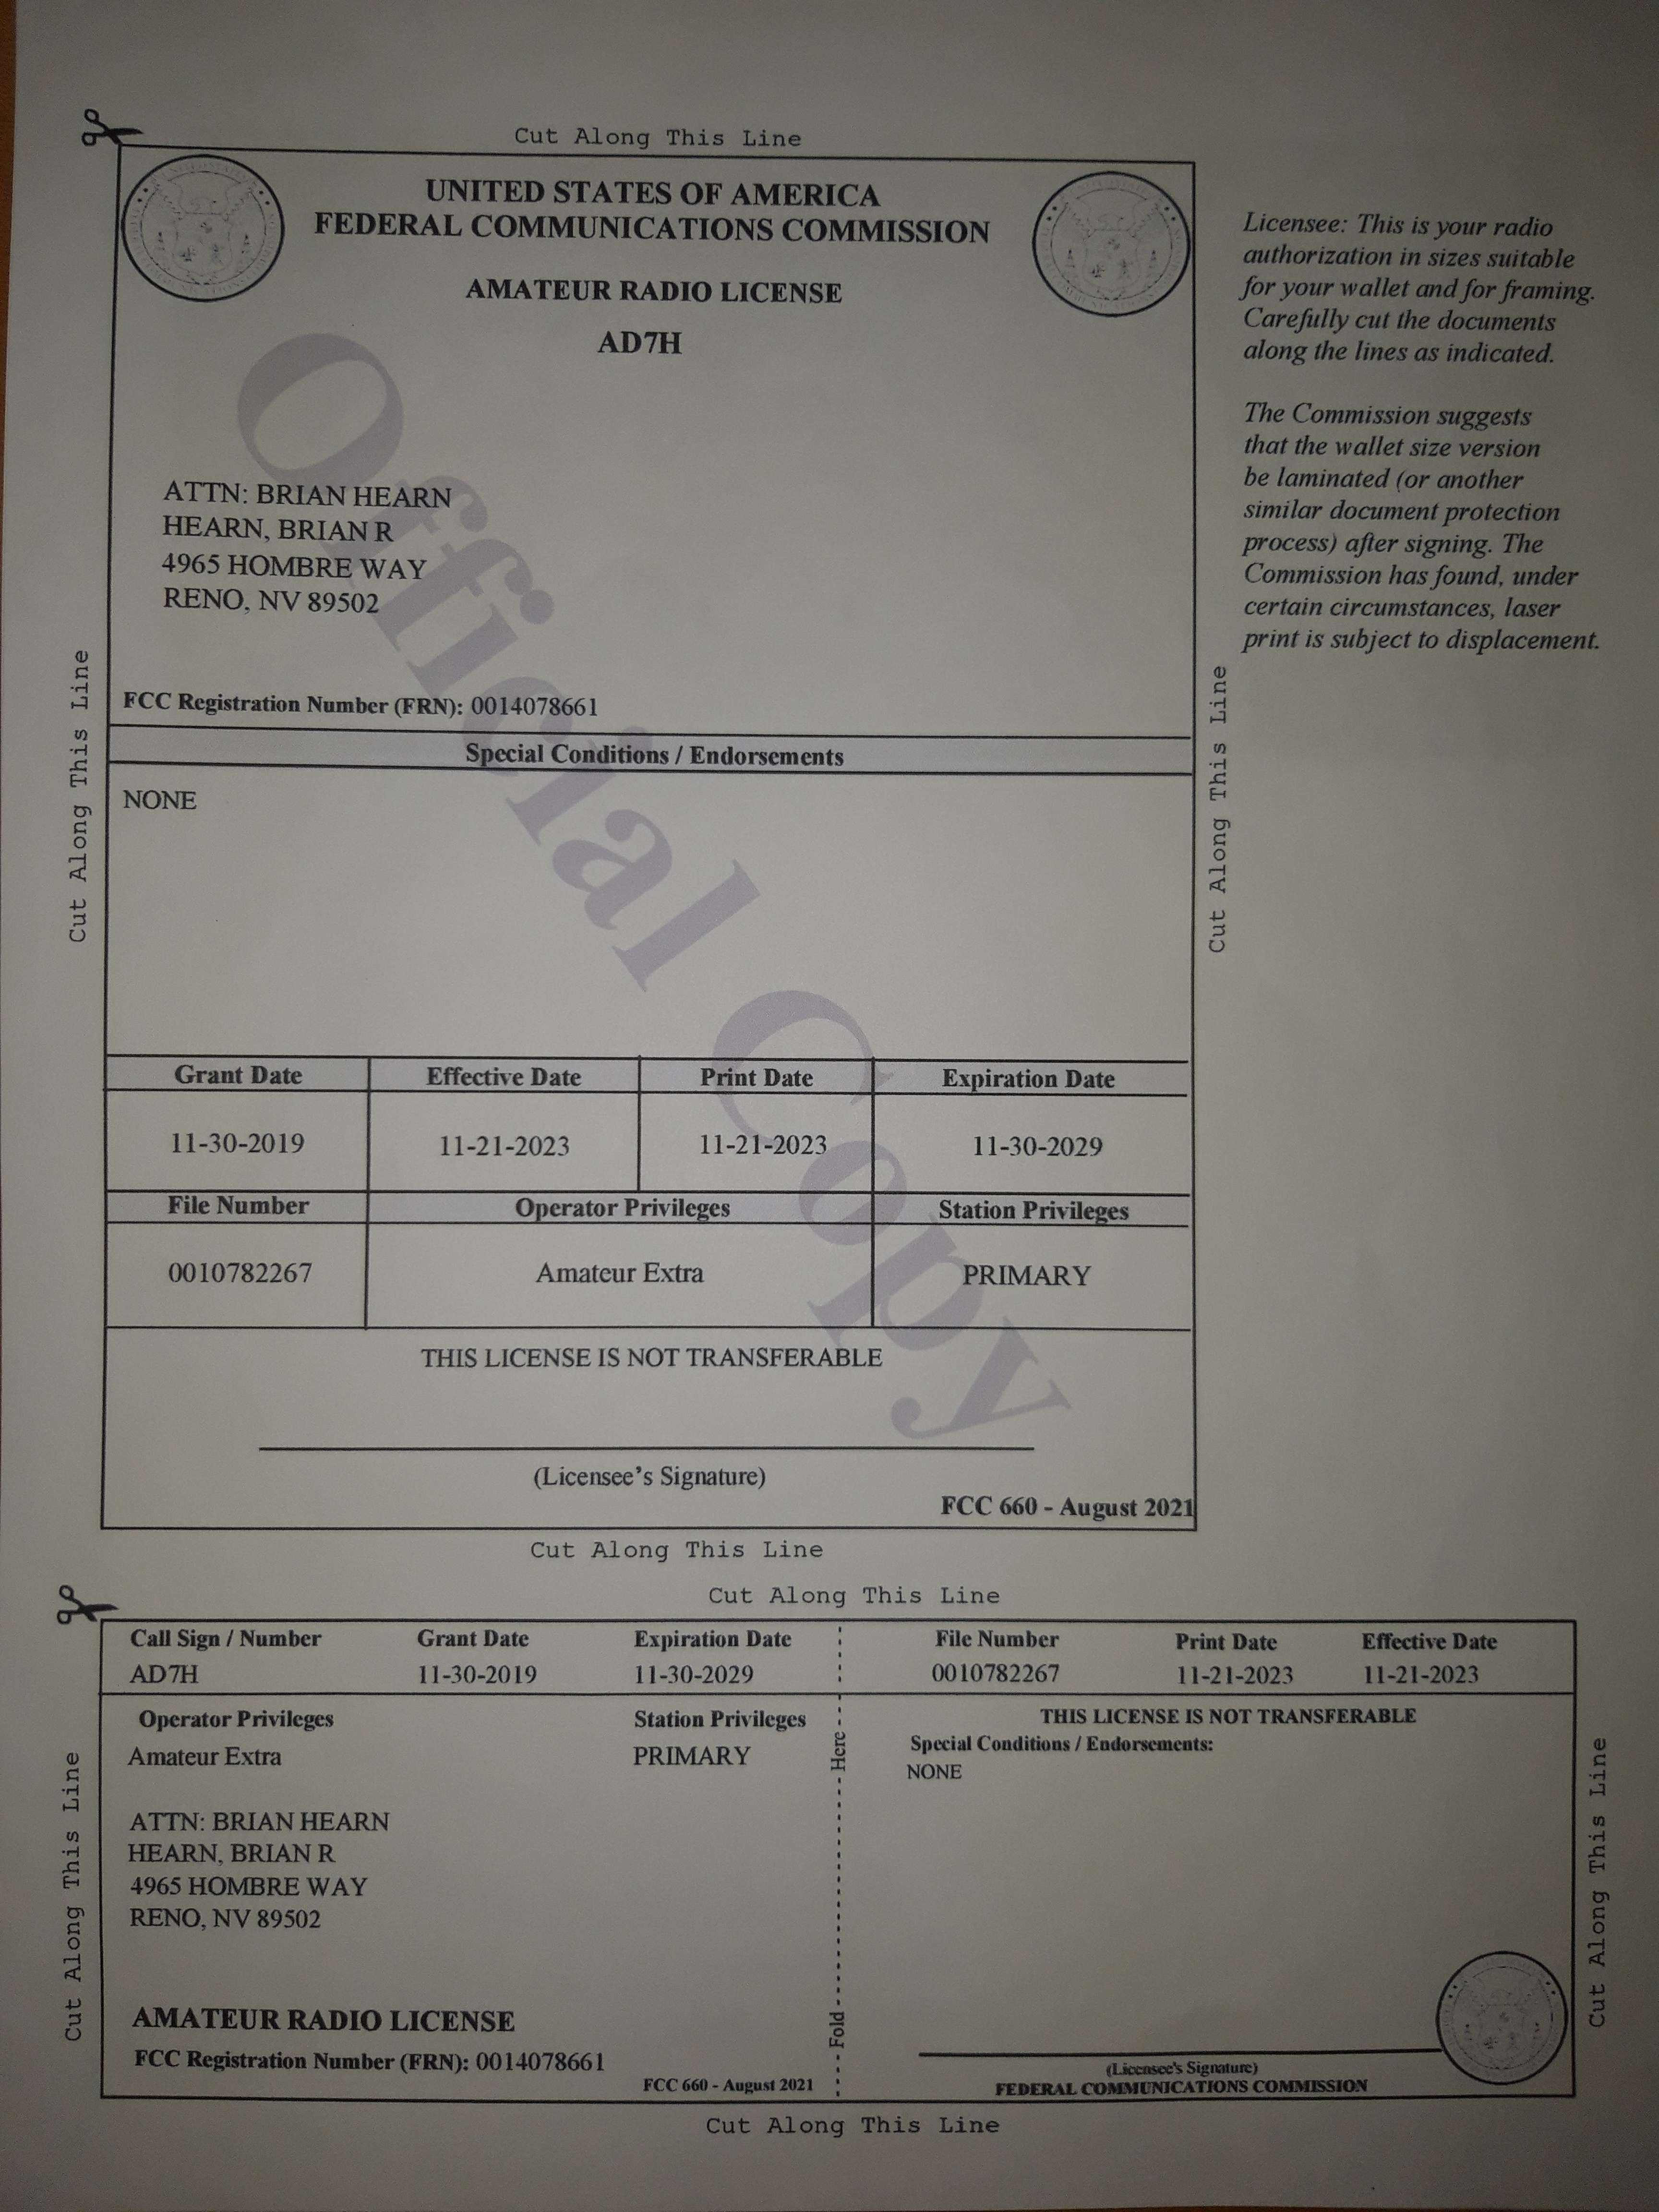 Cut Along This Line
UNITED STATES OF AMERICA
FEDERAL COMMUNICATIONS COMMISSION
AMATEUR RADIO LICENSE
AD7H
ATTN: BRIAN HEARN
HEARN, BRIAN R
4965 HOMBRE WAY
RENO, NV 89502
FCC Registration Number (FRN): 0014078661
Special Conditions / Endorsements
NONE
Grant Date Effective Date Print Date Expiration Date
11-30-2019 11-21-2023 11-21-2023 11-30-2029
File Number Operator Privileges Station Privileges
0010782267 Amateur Extra PRIMARY
THIS LICENSE IS NOT TRANSFERABLE
(Licensee's Signature)
FCC 660 - August 2021
Official Copy
Cut Along This Line
Cut Along This Line
Cut Along This Line
Licensee: This is your radio
authorization in sizes suitable
for your wallet and for framing.
Carefully cut the documents
along the lines as indicated.
The Commission suggests
that the wallet size version
be laminated (or another
similar document protection
process) after signing. The
Commission has found, under
certain circumstances, laser
print is subject to displacement.
Cut Along This Line
Call Sign / Number Grant Date Expiration Date
AD7H 11-30-2019 11-30-2029
Operator Privileges Station Privileges
Amateur Extra PRIMARY
ATTN: BRIAN HEARN
HEARN, BRIAN R
4965 HOMBRE WAY
RENO, NV 89502
AMATEUR RADIO LICENSE
FCC Registration Number (FRN): 0014078661
FCC 660 - August 2021
Fold Here
File Number Print Date Effective Date
0010782267 11-21-2023 11-21-2023
THIS LICENSE IS NOT TRANSFERABLE
Special Conditions / Endorsements:
NONE
(Licensee's Signature)
FEDERAL COMMUNICATIONS COMMISSION
Cut Along This Line
Cut Along This Line
Cut Along This Line